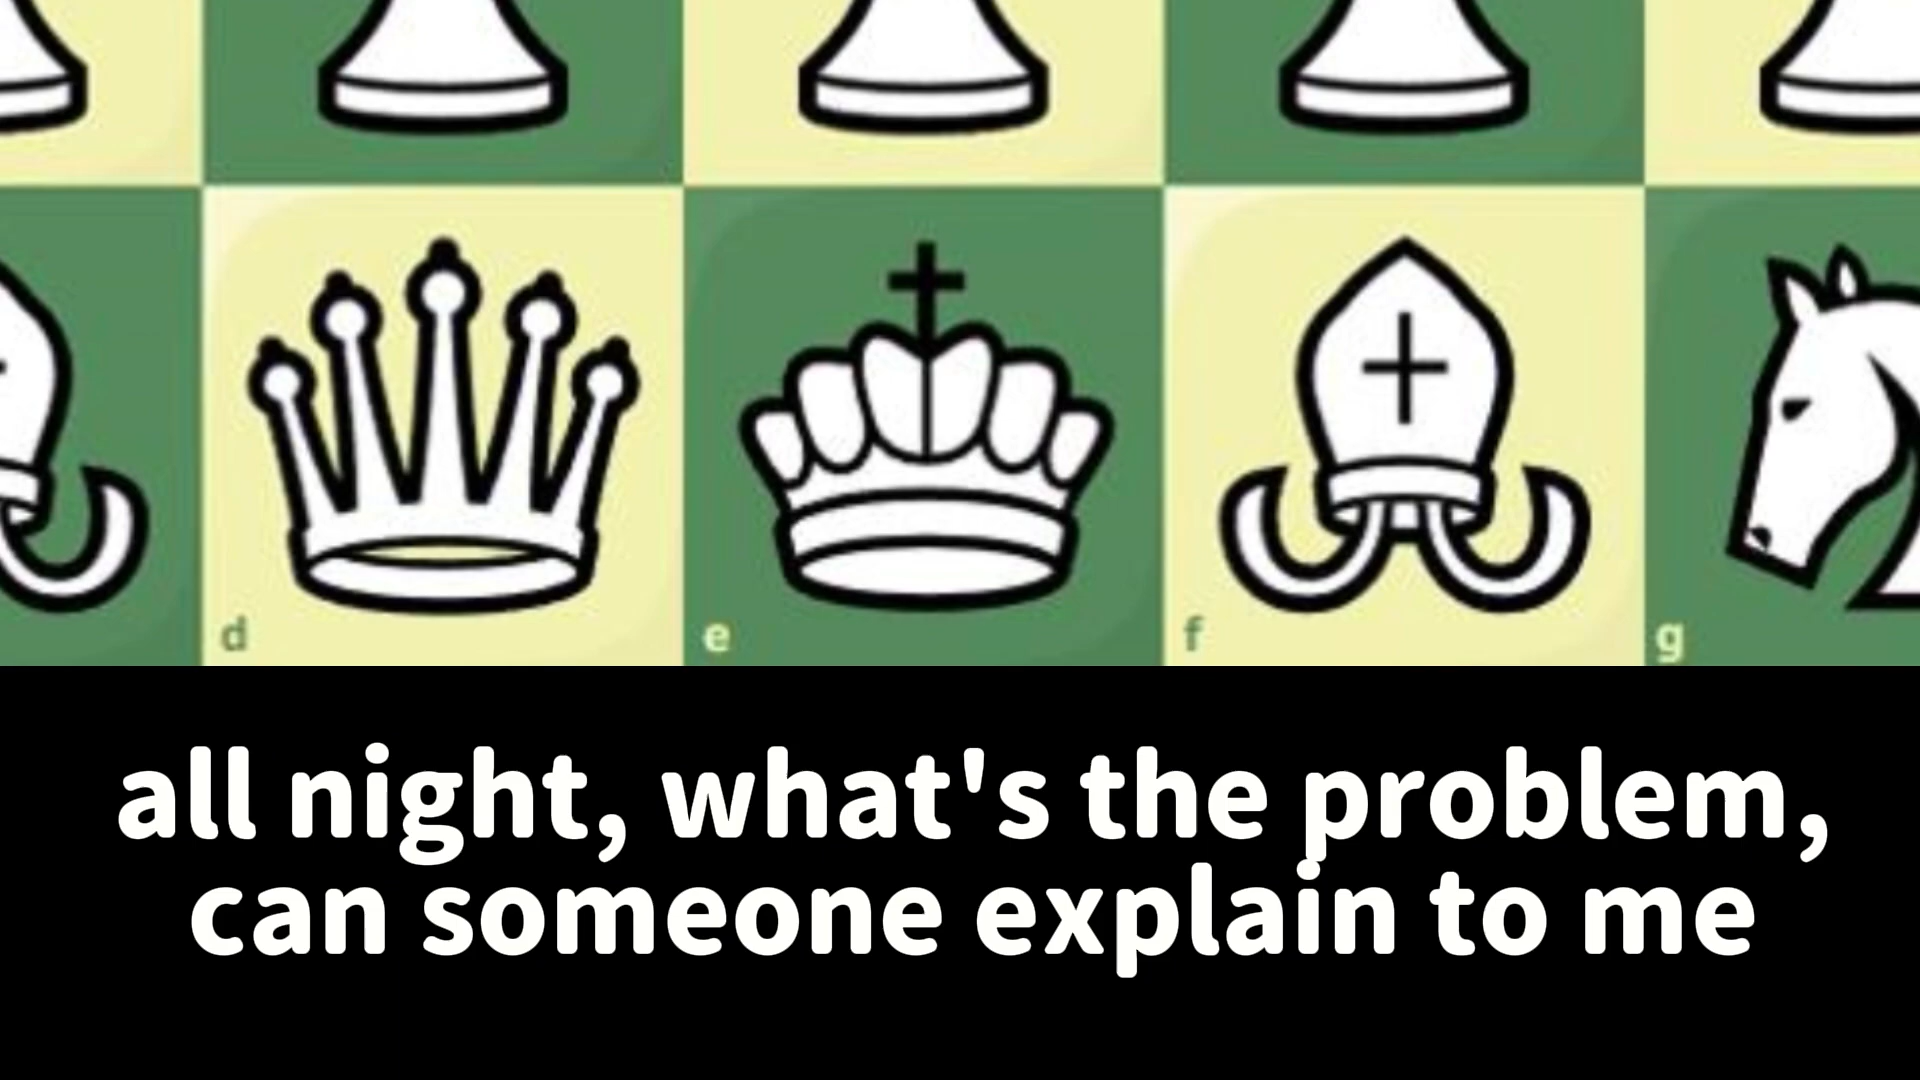 d e f g
all night, what's the problem,
can someone explain to me